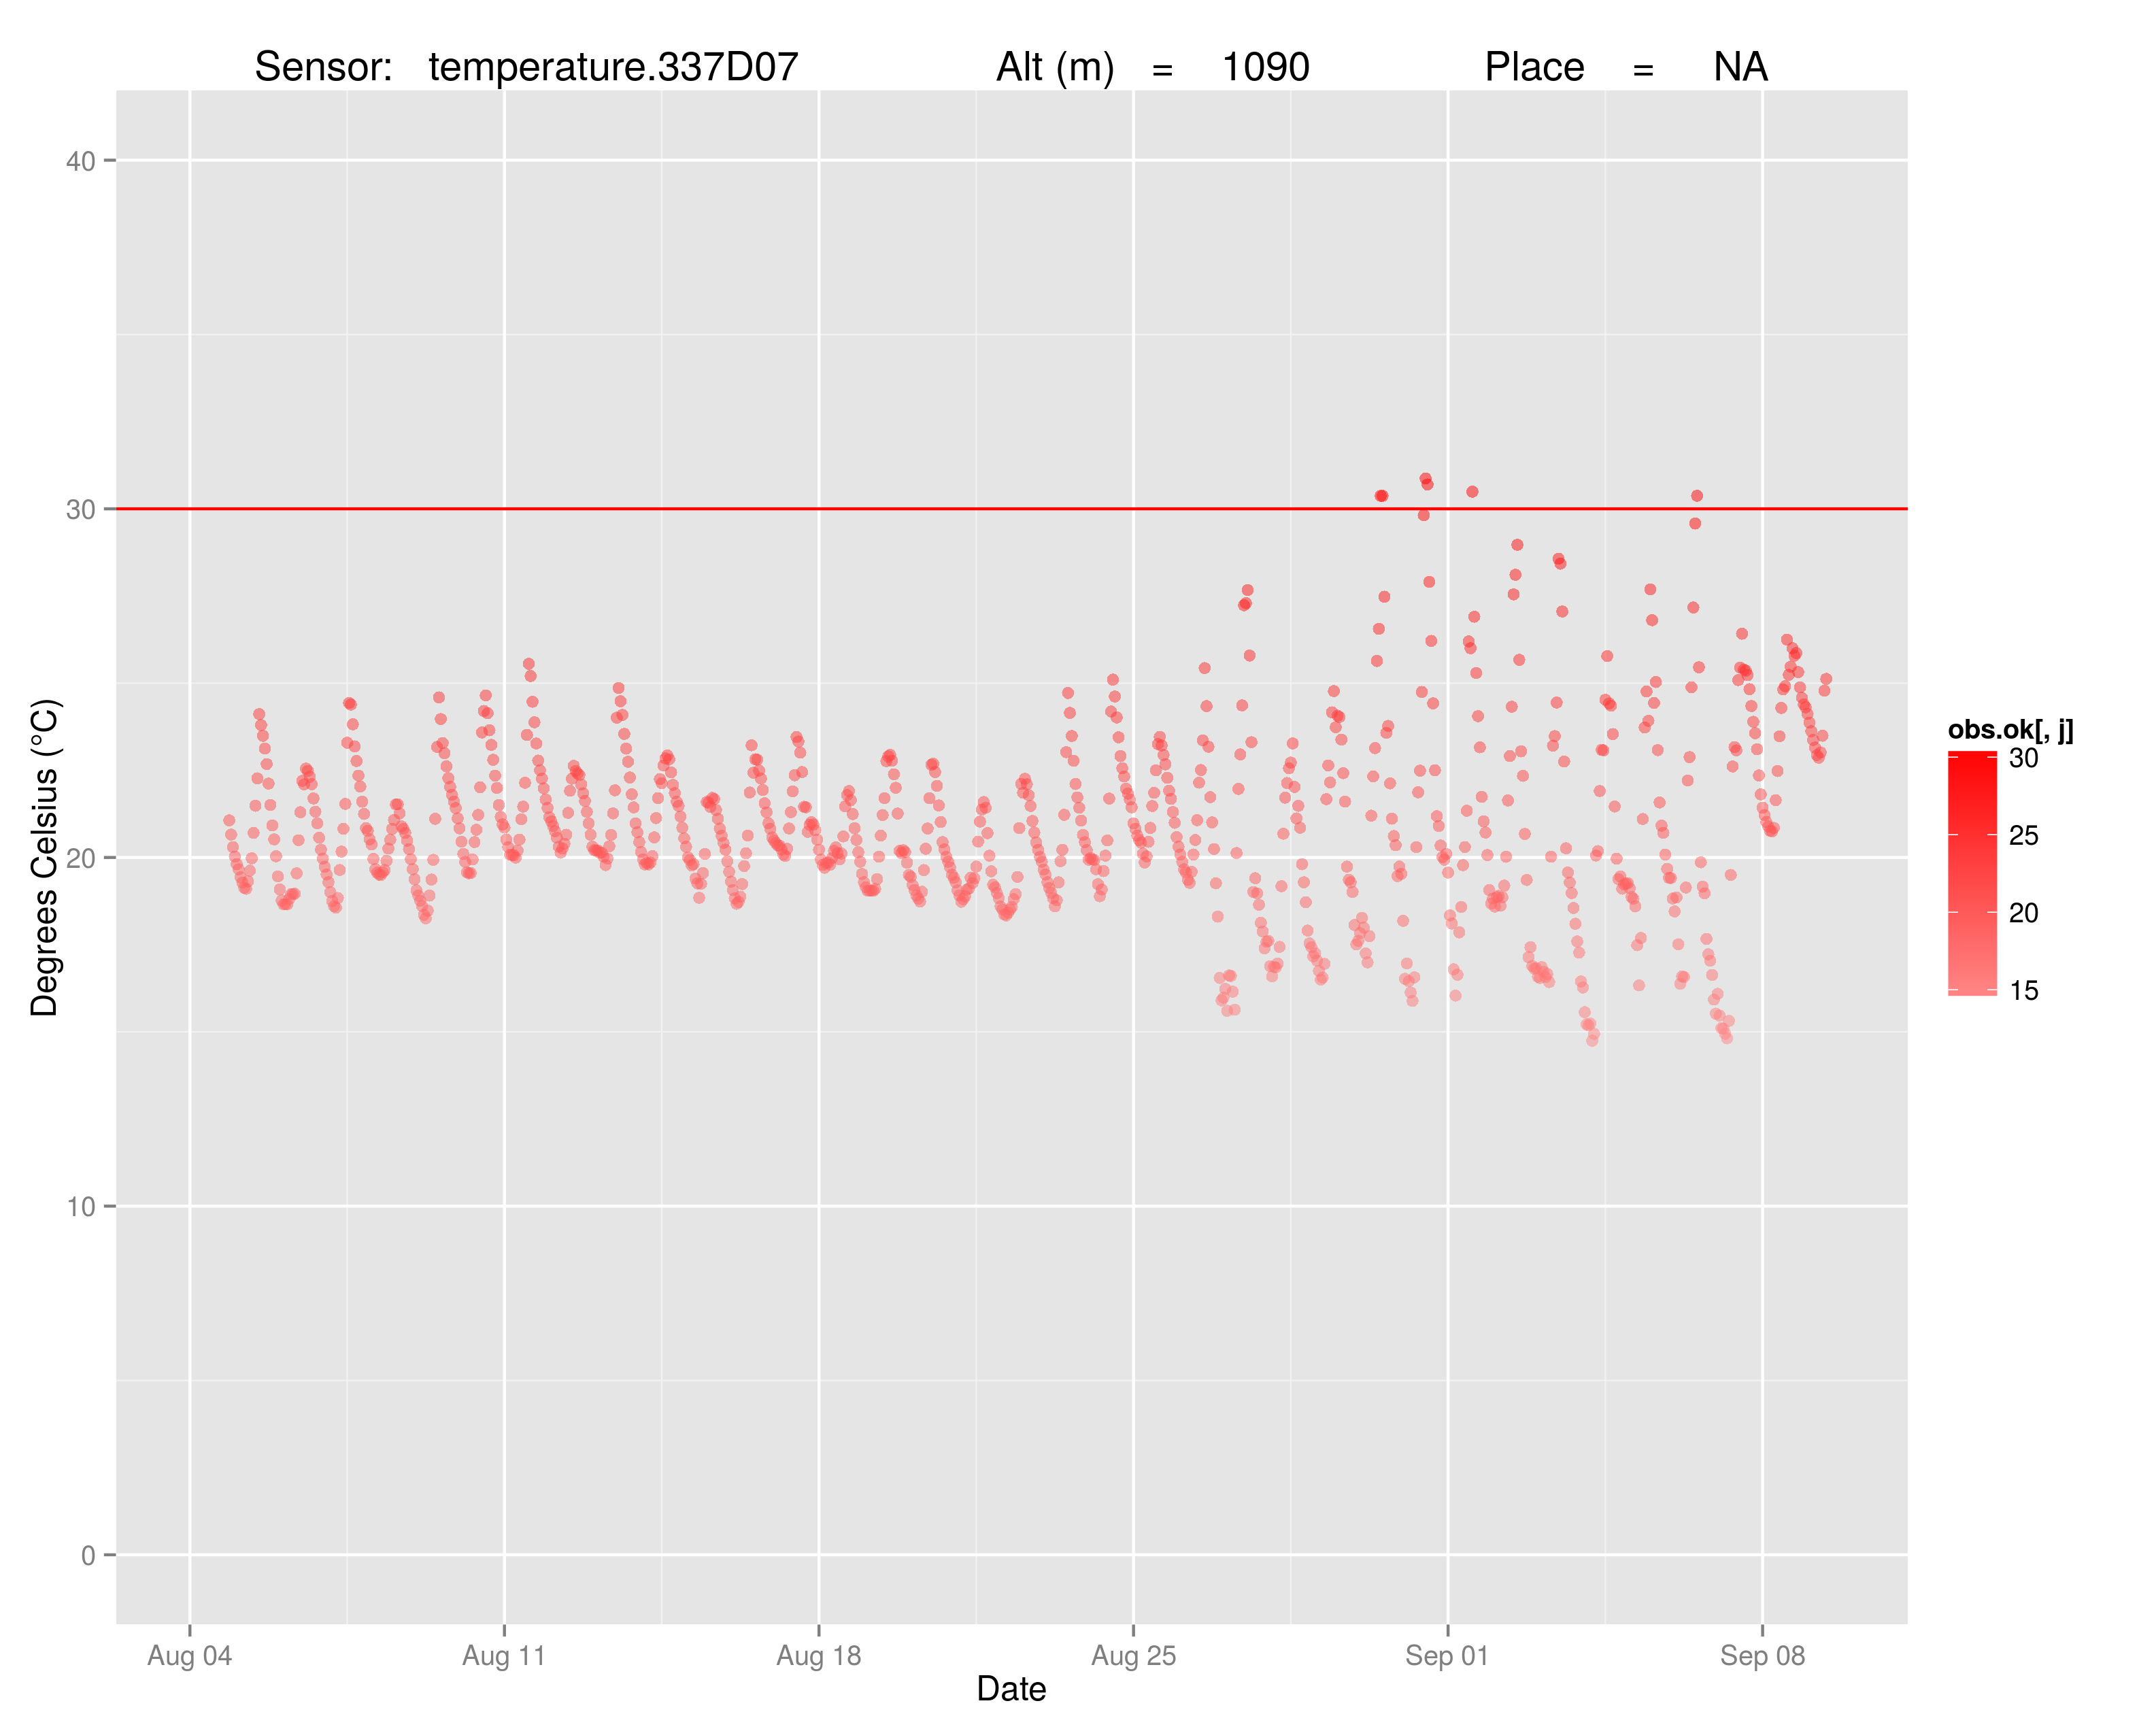 Sensor: temperature.337D07 Alt (m) = 1090 Place = NA
Degrees Celsius (°C)
40
30
20
10
0
Aug 04 Aug 11 Aug 18 Aug 25 Sep 01 Sep 08
Date
obs.ok[, j]
30
25
20
15